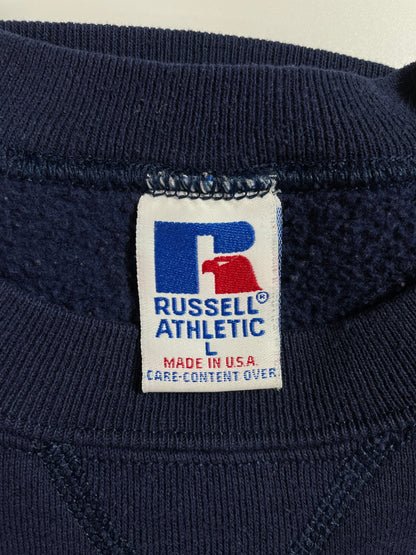 R
RUSSELL®
ATHLETIC
L
MADE IN U.S.A.
CARE-CONTENT OVER